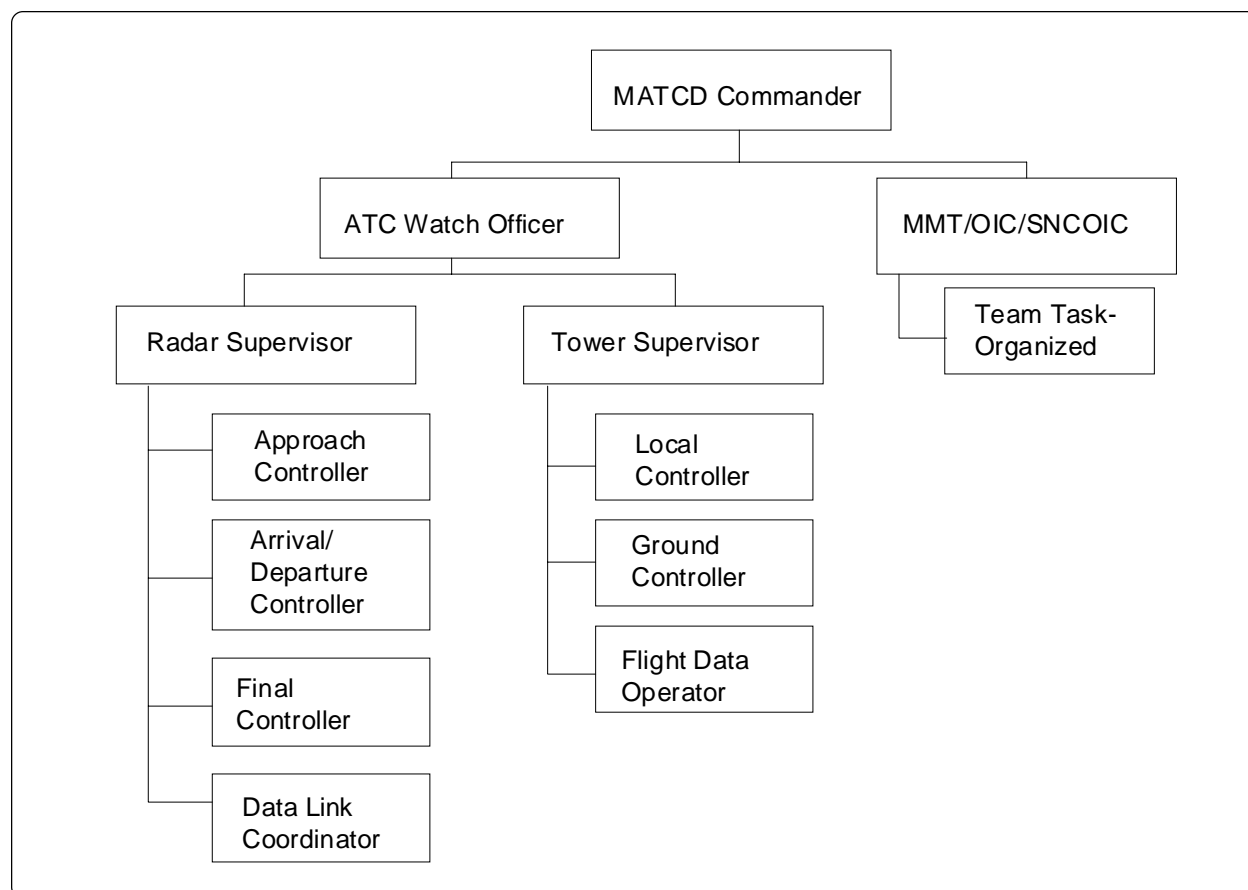 MATCD Commander
ATC Watch Officer
MMT/OIC/SNCOIC
Radar Supervisor
Tower Supervisor
Team Task-
Organized
Approach
Controller
Arrival/
Departure
Controller
Final
Controller
Data Link
Coordinator
Local
Controller
Ground
Controller
Flight Data
Operator